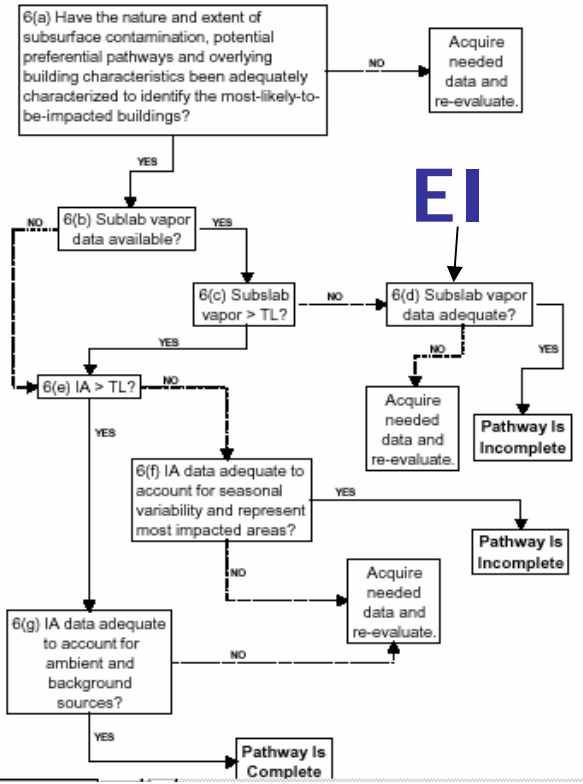 6(a) Have the nature and extent of
subsurface contamination, potential
preferential pathways and overlying
building characteristics been adequately
characterized to identify the most-likely-to-
be-impacted buildings?
NO
Acquire
needed
data and
re-evaluate.
YES
EI
NO
6(b) Sublab vapor
data available?
YES
6(c) Subslab
vapor > TL?
NO
6(d) Subslab vapor
data adequate?
YES
NO
YES
6(e) IA > TL?
NO
Acquire
needed
data and
re-evaluate.
Pathway Is
Incomplete
YES
6(f) IA data adequate to
account for seasonal
variability and represent
most impacted areas?
YES
Pathway Is
Incomplete
NO
Acquire
needed
data and
re-evaluate.
6(g) IA data adequate
to account for
ambient and
background
sources?
NO
YES
Pathway Is
Complete